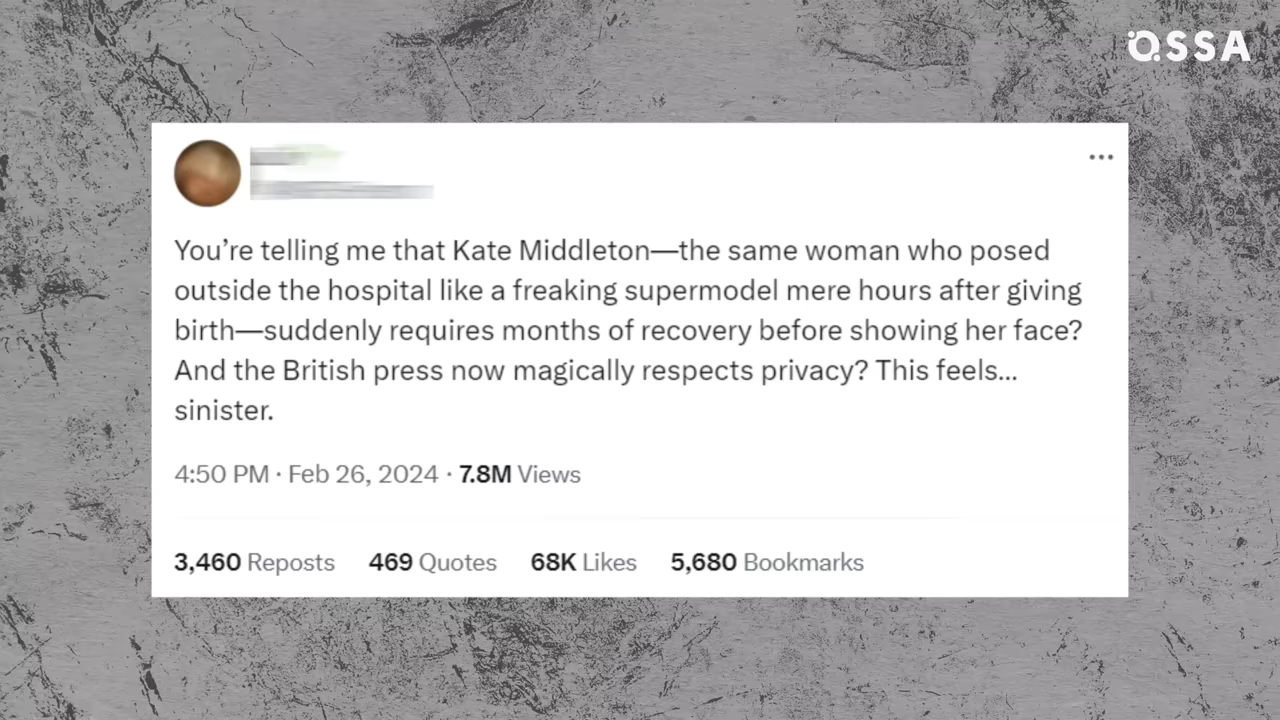 QSSA
You’re telling me that Kate Middleton—the same woman who posed
outside the hospital like a freaking supermodel mere hours after giving
birth—suddenly requires months of recovery before showing her face?
And the British press now magically respects privacy? This feels...
sinister.
4:50 PM · Feb 26, 2024 · 7.8M Views
3,460 Reposts 469 Quotes 68K Likes 5,680 Bookmarks